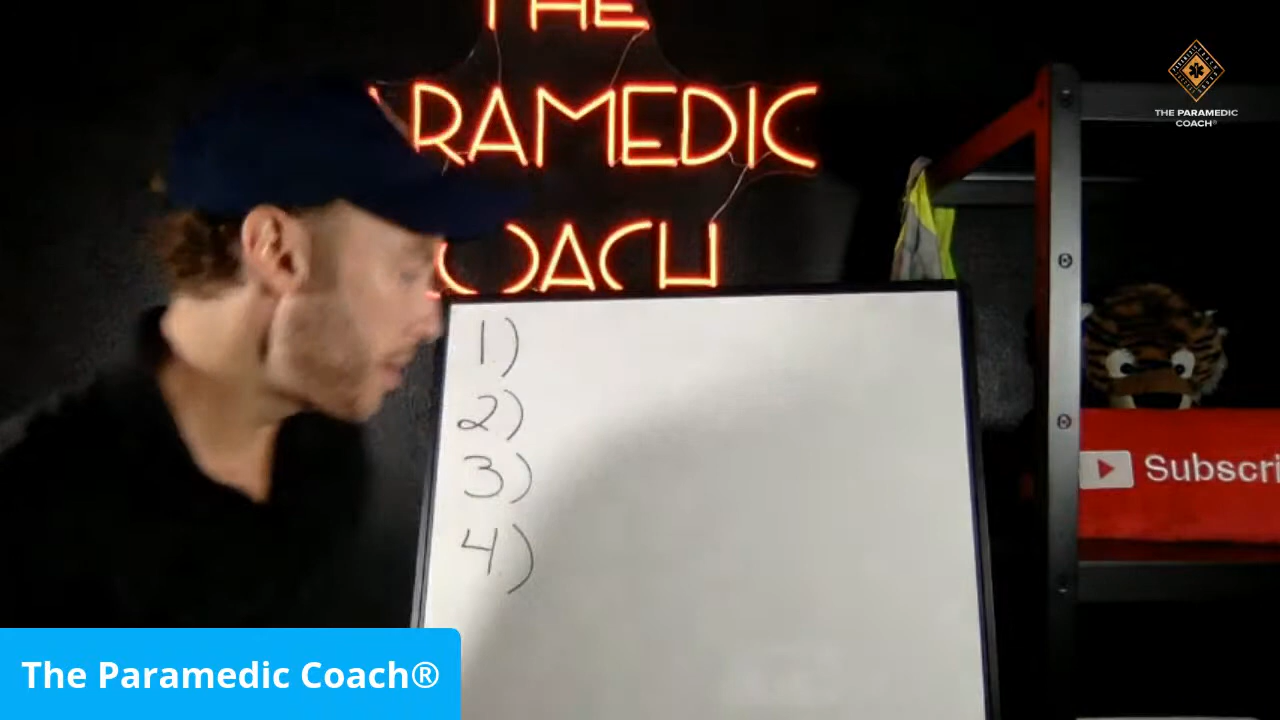 THE
RAMEDIC
OACH
THE PARAMEDIC
COACH®
1)
2)
3)
4)
Subscri
The Paramedic Coach®